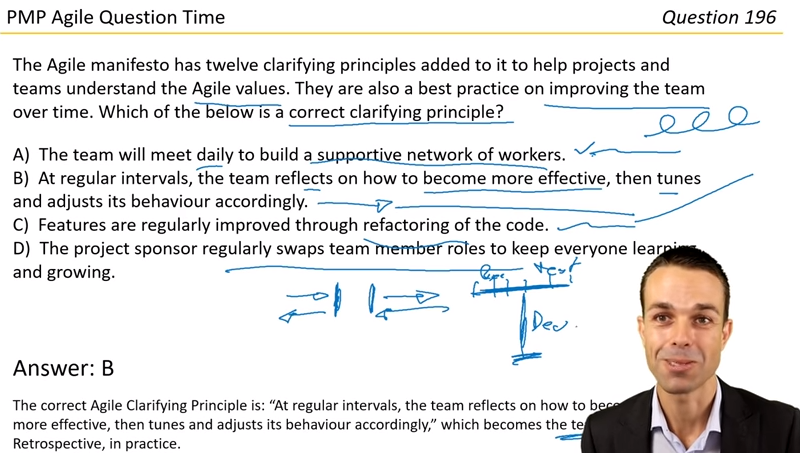 PMP Agile Question Time
Question 196
The Agile manifesto has twelve clarifying principles added to it to help projects and
teams understand the Agile values. They are also a best practice on improving the team
over time. Which of the below is a correct clarifying principle?
A) The team will meet daily to build a supportive network of workers.
B) At regular intervals, the team reflects on how to become more effective, then tunes
and adjusts its behaviour accordingly.
C) Features are regularly improved through refactoring of the code.
D) The project sponsor regularly swaps team member roles to keep everyone learning
and growing.
test
Dev
Answer: B
The correct Agile Clarifying Principle is: “At regular intervals, the team reflects on how to
more effective, then tunes and adjusts its behaviour accordingly,” which becomes the
Retrospective, in practice.